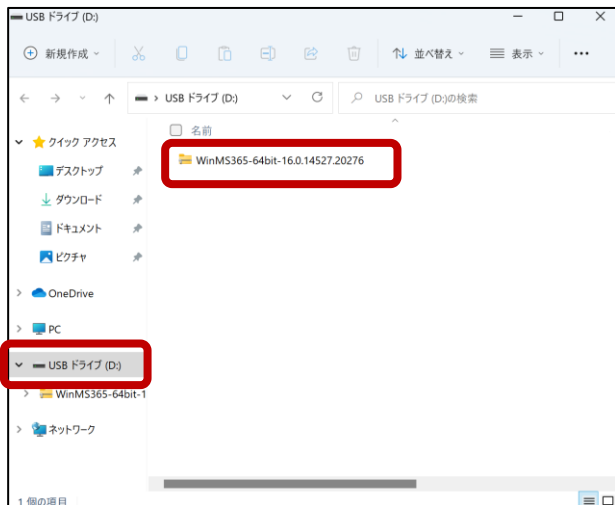 USB ドライブ (D:)
新規作成
並べ替え
表示
USB ドライブ (D:)
USB ドライブ (D:)の検索
名前
クイック アクセス
WinMS365-64bit-16.0.14527.20276
デスクトップ
ダウンロード
ドキュメント
ピクチャ
OneDrive
PC
USB ドライブ (D:)
WinMS365-64bit-1
ネットワーク
1 個の項目